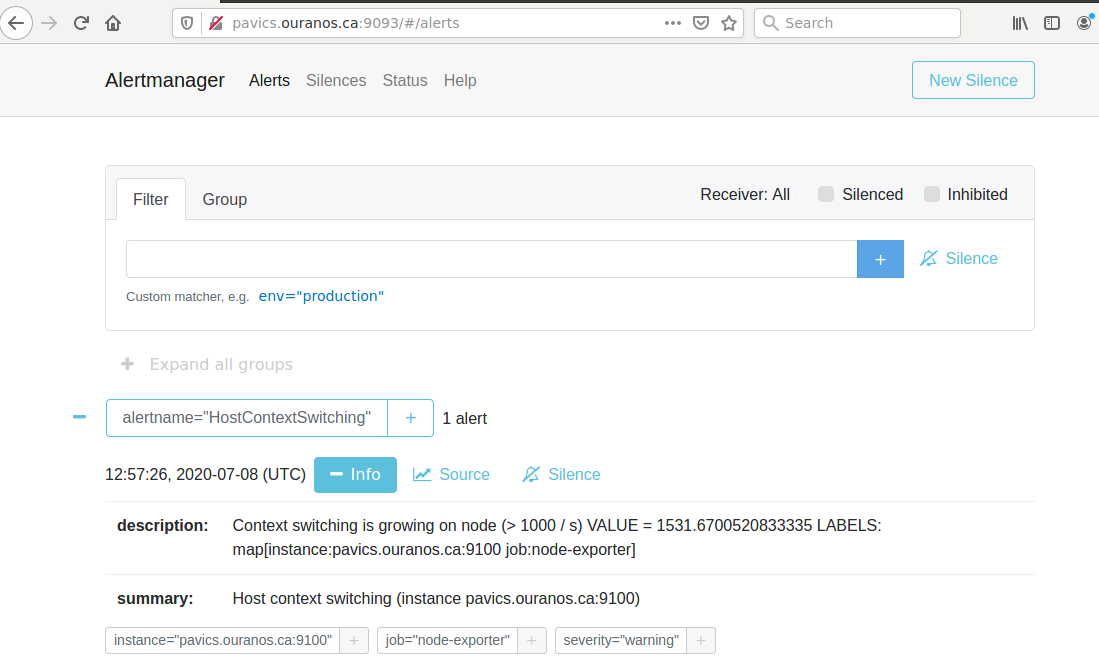 pavics.ouranos.ca:9093/#/alerts
Search
Alertmanager Alerts Silences Status Help New Silence
Filter Group Receiver: All Silenced Inhibited
+ Silence
Custom matcher, e.g. env="production"
+ Expand all groups
alertname="HostContextSwitching" + 1 alert
12:57:26, 2020-07-08 (UTC) Info Source Silence
description: Context switching is growing on node (> 1000 / s) VALUE = 1531.6700520833335 LABELS:
map[instance:pavics.ouranos.ca:9100 job:node-exporter]
summary: Host context switching (instance pavics.ouranos.ca:9100)
instance="pavics.ouranos.ca:9100" + job="node-exporter" + severity="warning" +